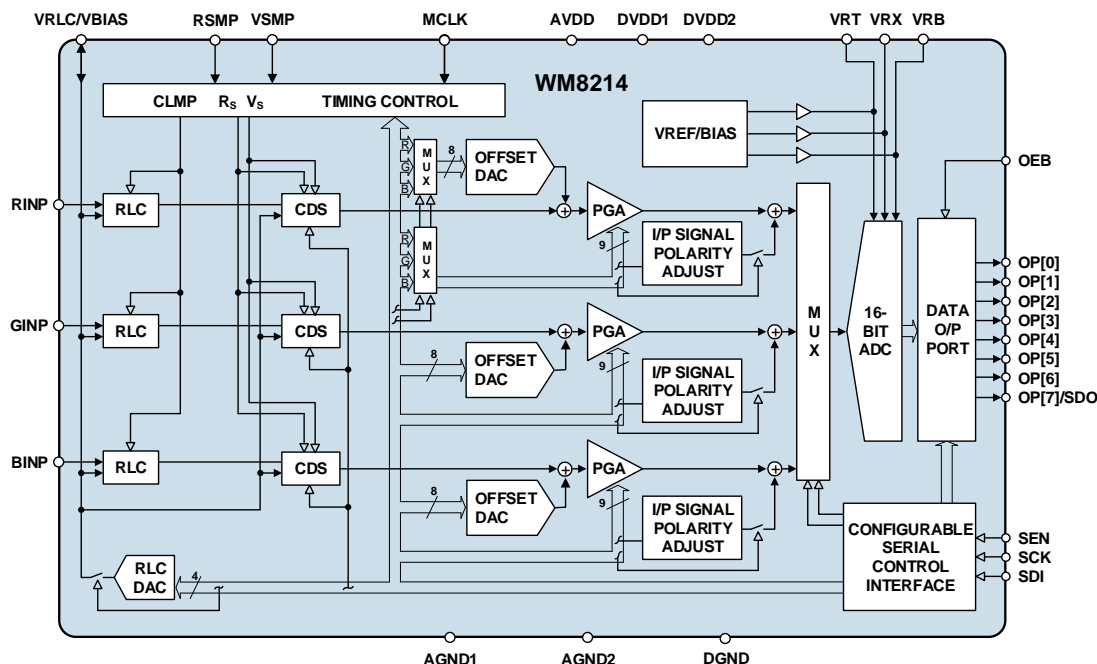 VRLC/VBIAS RSMP VSMP MCLK AVDD DVDD1 DVDD2 VRT VRX VRB
WM8214
CLMP RS VS TIMING CONTROL
VREF/BIAS
R
G
B
MUX
8
OFFSET
DAC
OEB
RINP
RLC
CDS
+
PGA
+
9
R
G
B
MUX
I/P SIGNAL
POLARITY
ADJUST
GINP
RLC
CDS
+
PGA
+
8
OFFSET
DAC
9
I/P SIGNAL
POLARITY
ADJUST
MUX
16-
BIT
ADC
DATA
O/P
PORT
OP[0]
OP[1]
OP[2]
OP[3]
OP[4]
OP[5]
OP[6]
OP[7]/SDO
BINP
RLC
CDS
+
PGA
+
8
OFFSET
DAC
9
I/P SIGNAL
POLARITY
ADJUST
CONFIGURABLE
SERIAL
CONTROL
INTERFACE
SEN
SCK
SDI
RLC
DAC
4
AGND1 AGND2 DGND